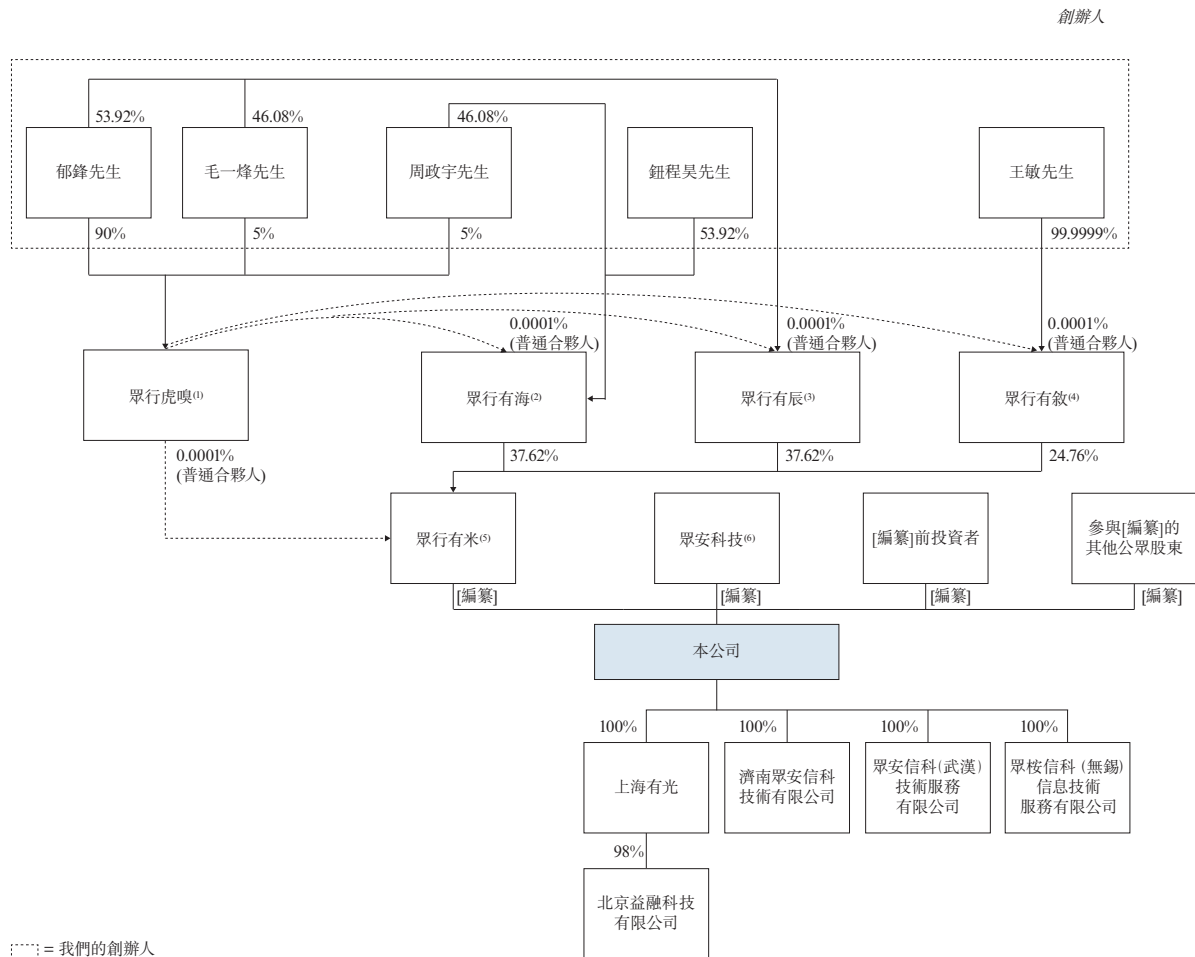 創辦人
53.92%
46.08%
46.08%
郁鋒先生
毛一烽先生
周政宇先生
鈕程昊先生
王敏先生
90%
5%
5%
53.92%
99.9999%
0.0001%
(普通合夥人)
0.0001%
(普通合夥人)
0.0001%
(普通合夥人)
眾行虎嗅(1)
眾行有海(2)
眾行有辰(3)
眾行有敘(4)
0.0001%
(普通合夥人)
37.62%
37.62%
24.76%
眾行有米(5)
眾安科技(6)
[編纂]前投資者
參與[編纂]的
其他公眾股東
[編纂]
[編纂]
[編纂]
[編纂]
本公司
100%
100%
100%
100%
上海有光
濟南眾安信科
技術有限公司
眾安信科(武漢)
技術服務
有限公司
眾桉信科 (無錫)
信息技術
服務有限公司
98%
北京益融科技
有限公司
= 我們的創辦人